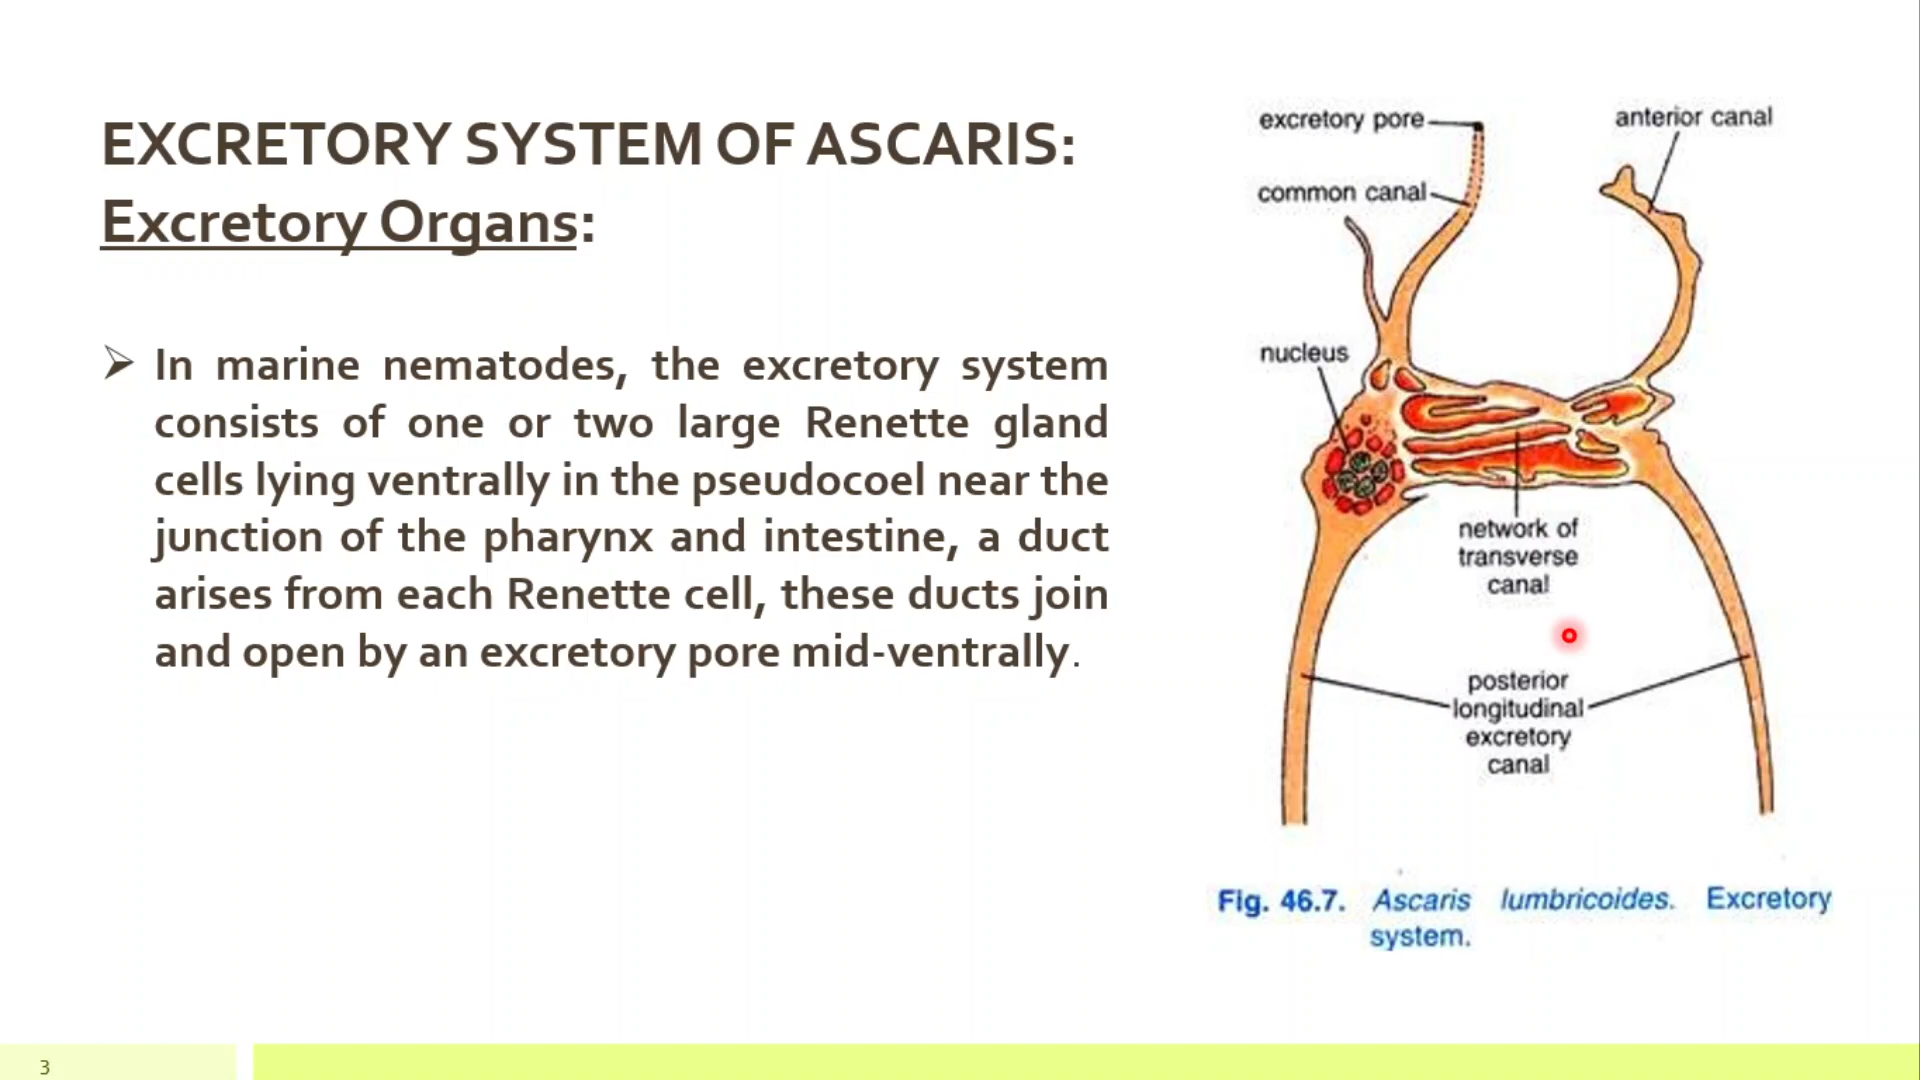 EXCRETORY SYSTEM OF ASCARIS:
Excretory Organs:
In marine nematodes, the excretory system
consists of one or two large Renette gland
cells lying ventrally in the pseudocoel near the
junction of the pharynx and intestine, a duct
arises from each Renette cell, these ducts join
and open by an excretory pore mid-ventrally.
excretory pore
anterior canal
common canal
nucleus
network of
transverse
canal
posterior
longitudinal
excretory
canal
Fig. 46.7. Ascaris lumbricoides. Excretory
system.
3